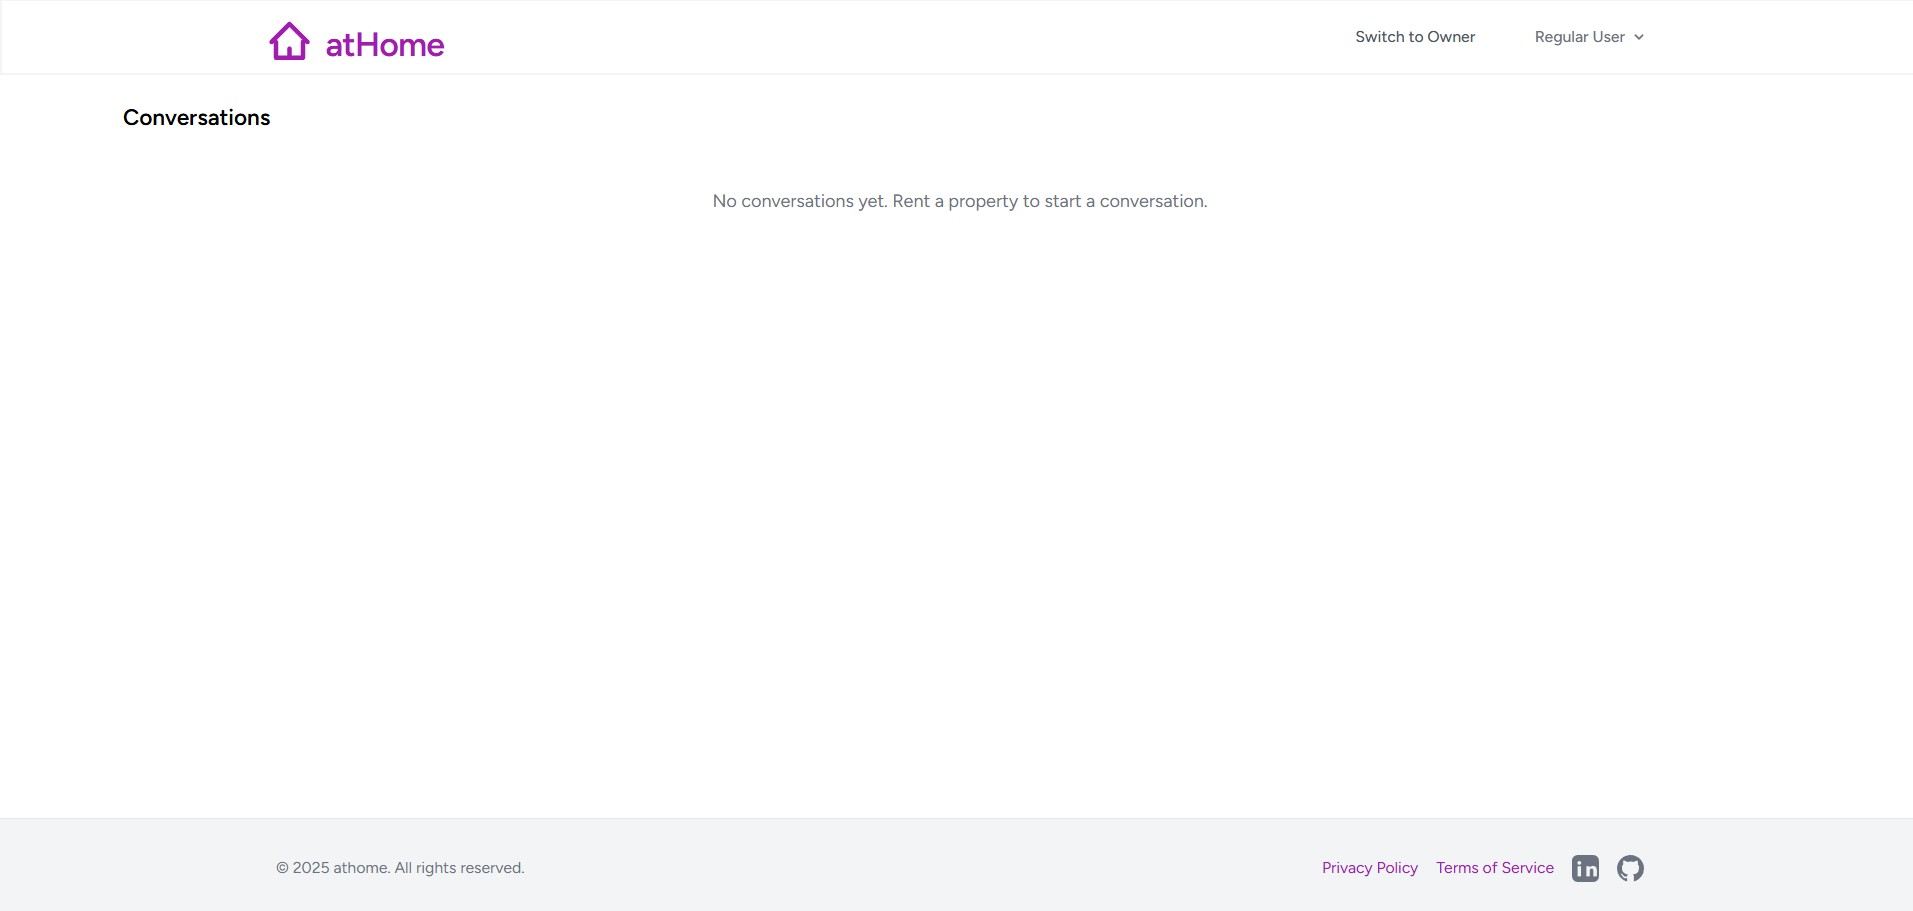 atHome
Switch to Owner
Regular User
Conversations
No conversations yet. Rent a property to start a conversation.
© 2025 athome. All rights reserved.
Privacy Policy
Terms of Service
in